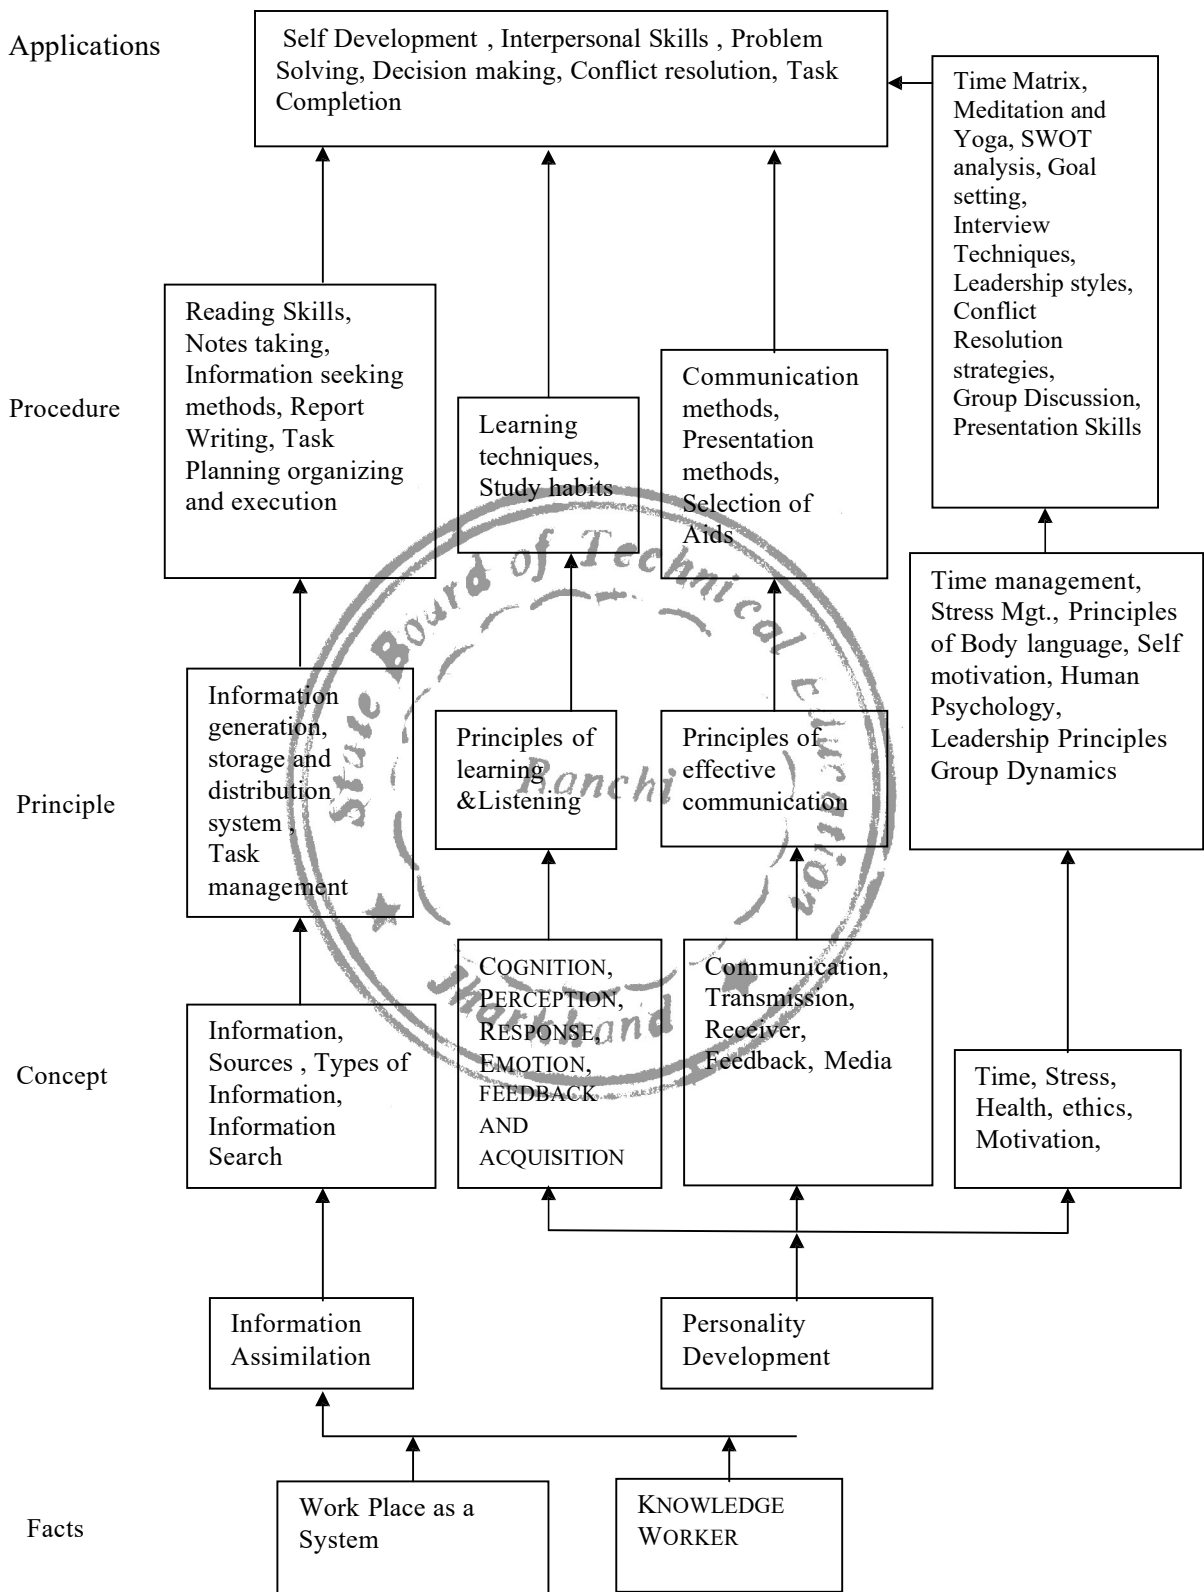 Applications
Self Development , Interpersonal Skills , Problem
Solving, Decision making, Conflict resolution, Task
Completion
Time Matrix,
Meditation and
Yoga, SWOT
analysis, Goal
setting,
Interview
Techniques,
Leadership styles,
Conflict
Resolution
strategies,
Group Discussion,
Presentation Skills
Procedure
Reading Skills,
Notes taking,
Information seeking
methods, Report
Writing, Task
Planning organizing
and execution
Learning
techniques,
Study habits
Communication
methods,
Presentation
methods,
Selection of
Aids
Time management,
Stress Mgt., Principles
of Body language, Self
motivation, Human
Psychology,
Leadership Principles
Group Dynamics
Principle
Information
generation,
storage and
distribution
system ,
Task
management
Principles of
learning
&Listening
Principles of
effective
communication
State Board of Technical Education
Ranchi
Jharkhand
Concept
Information,
Sources , Types of
Information,
Information
Search
COGNITION,
PERCEPTION,
RESPONSE,
EMOTION,
FEEDBACK
AND
ACQUISITION
Communication,
Transmission,
Receiver,
Feedback, Media
Time, Stress,
Health, ethics,
Motivation,
Information
Assimilation
Personality
Development
Facts
Work Place as a
System
KNOWLEDGE
WORKER